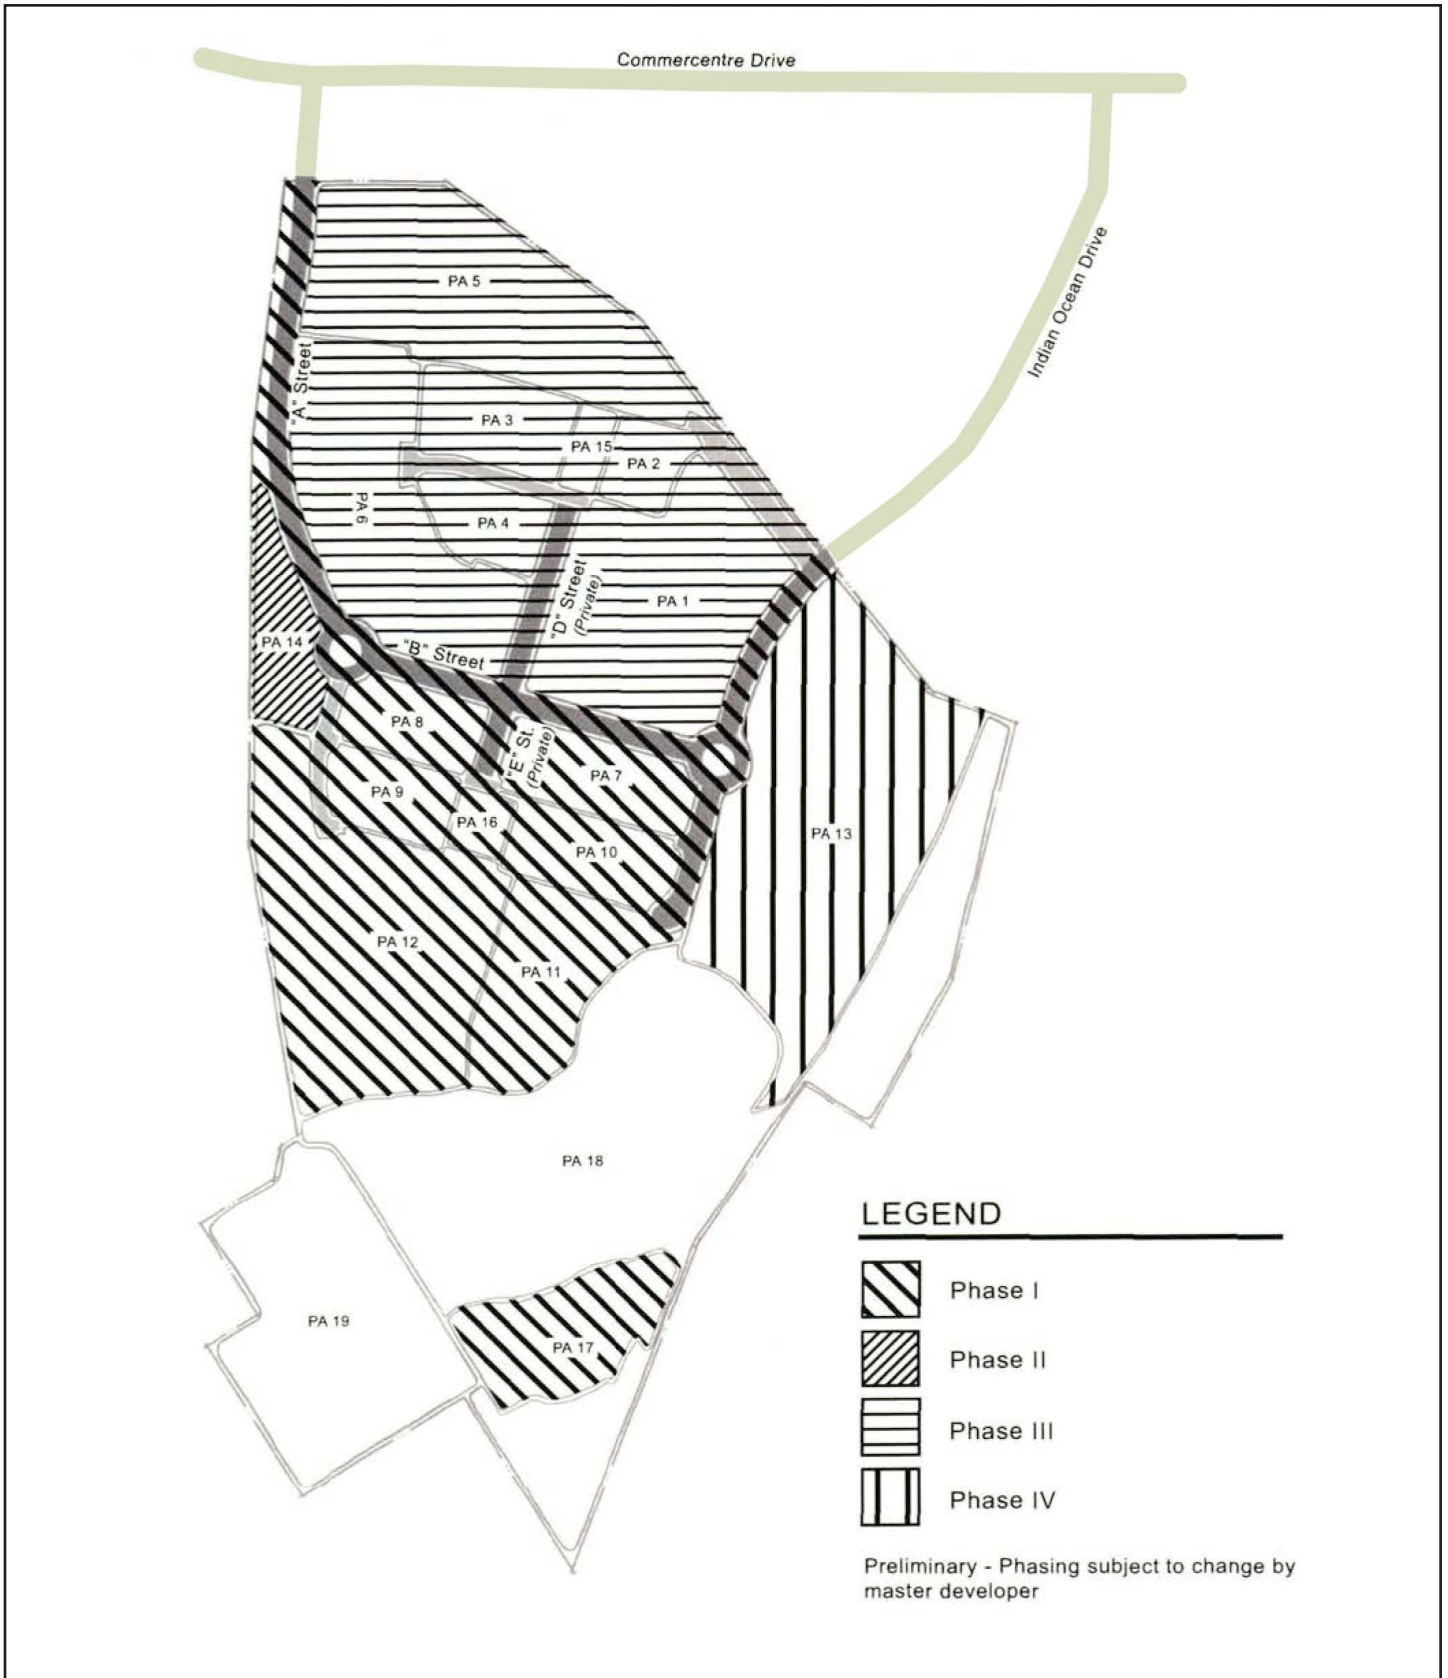 Commercentre Drive
Indian Ocean Drive
PA 5
"A" Street
PA 3
PA 15
PA 2
PA 6
PA 4
"D" Street
(Private)
PA 1
PA 14
"B" Street
PA 8
"E" St.
(Private)
PA 7
PA 9
PA 16
PA 10
PA 13
PA 12
PA 11
PA 18
PA 19
PA 17
LEGEND
Phase I
Phase II
Phase III
Phase IV
Preliminary - Phasing subject to change by
master developer